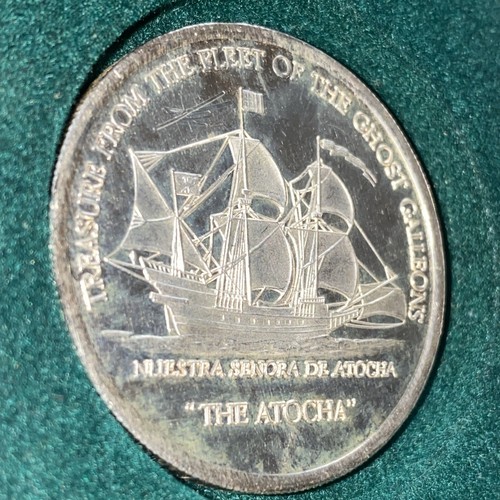 TREASURE FROM THE FLEET OF THE GHOST GALLEONS
NUESTRA SENORA DE ATOCHA
"THE ATOCHA"